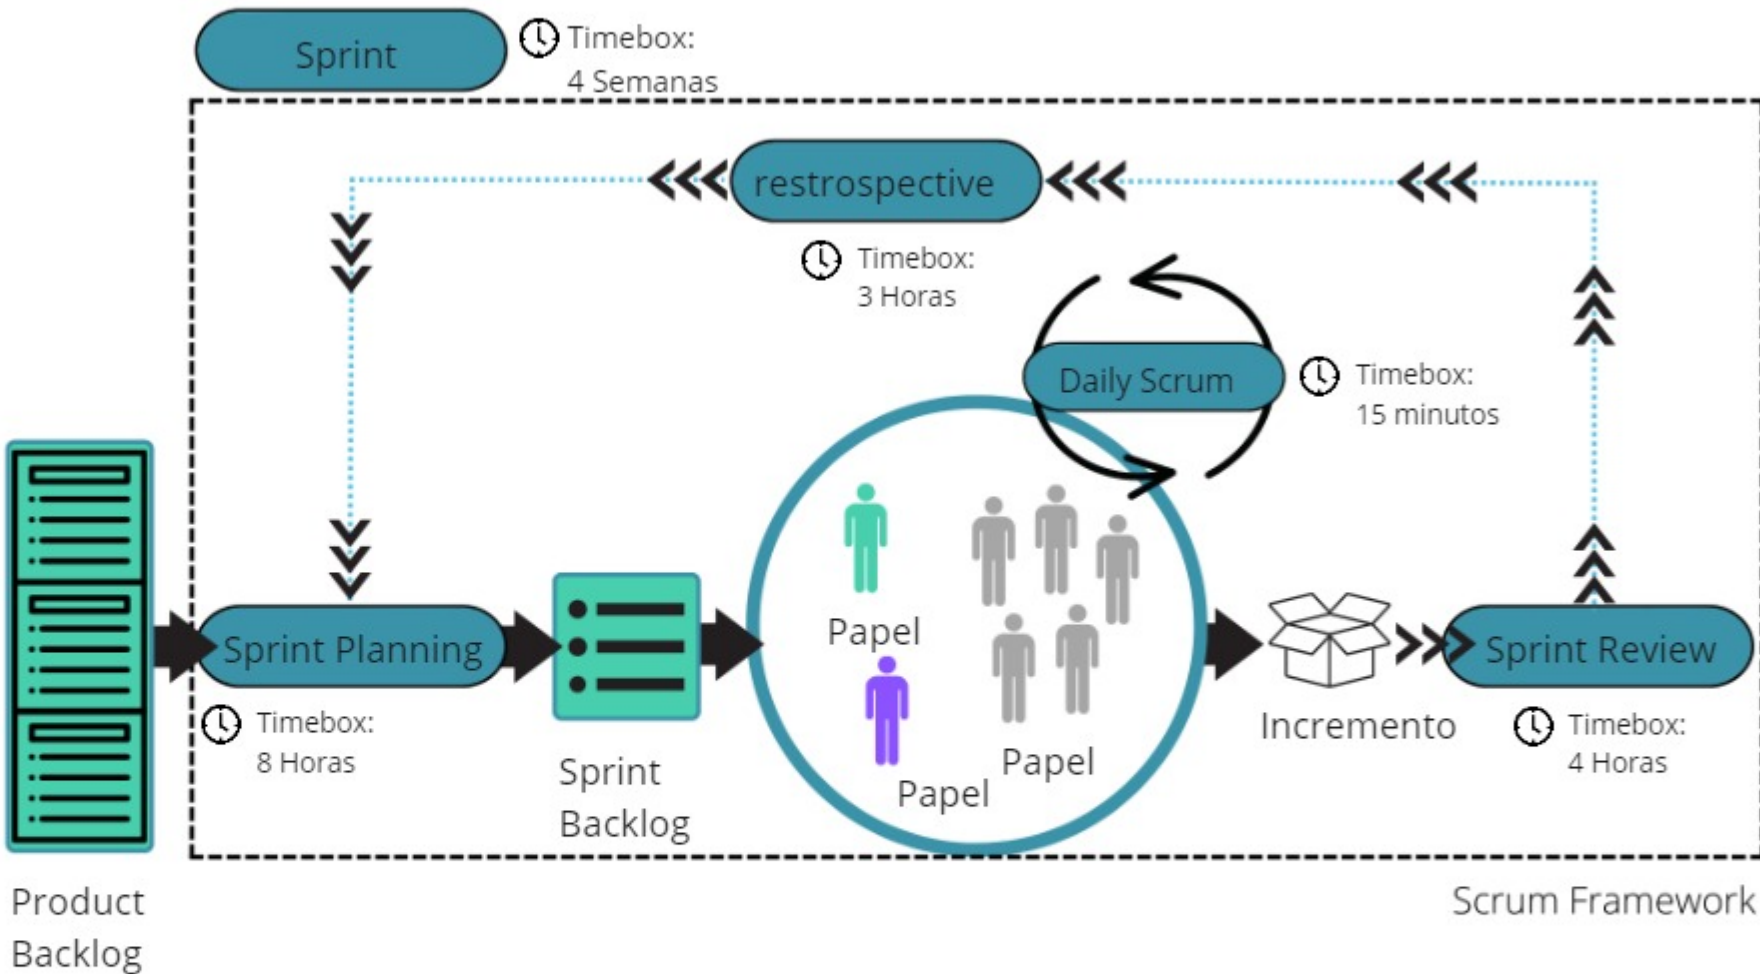 Sprint
Timebox:
4 Semanas
restrospective
Timebox:
3 Horas
Daily Scrum
Timebox:
15 minutos
Papel
Sprint Planning
Sprint Review
Timebox:
8 Horas
Sprint
Backlog
Papel
Papel
Incremento
Timebox:
4 Horas
Product
Backlog
Scrum Framework